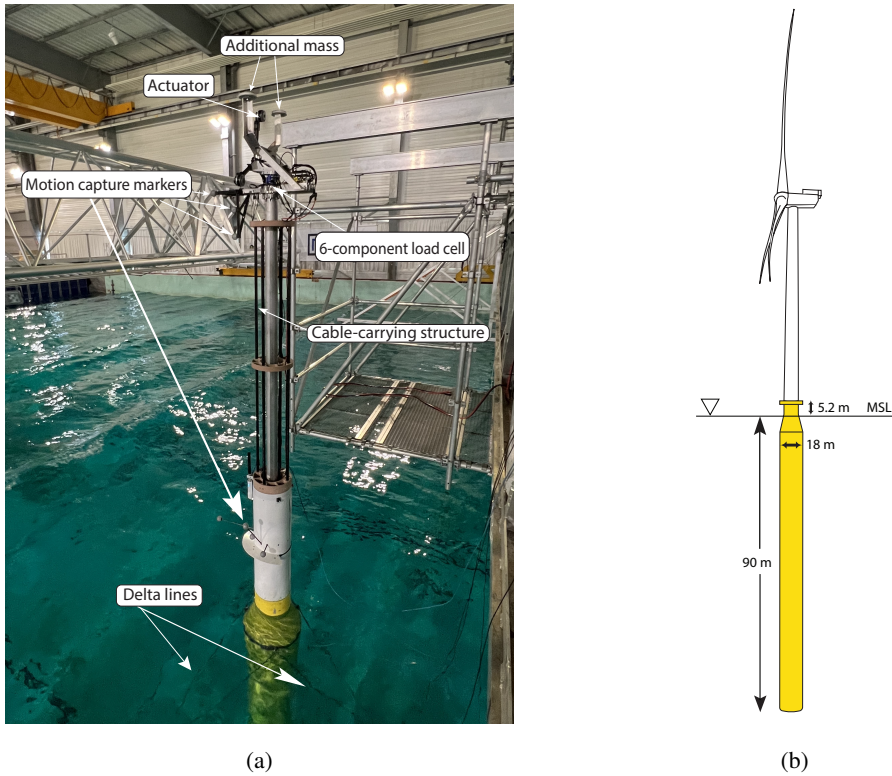 Additional mass
Actuator
Motion capture markers
6-component load cell
Cable-carrying structure
Delta lines
5.2 m
MSL
18 m
90 m
(a)
(b)